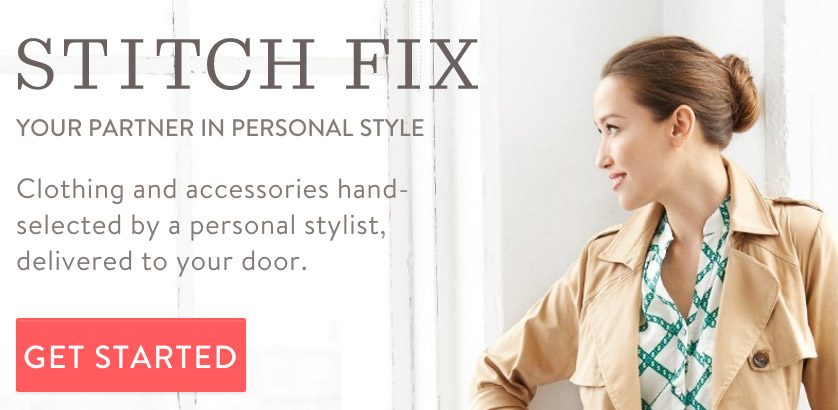 STITCH FIX
YOUR PARTNER IN PERSONAL STYLE
Clothing and accessories hand-
selected by a personal stylist,
delivered to your door.
GET STARTED